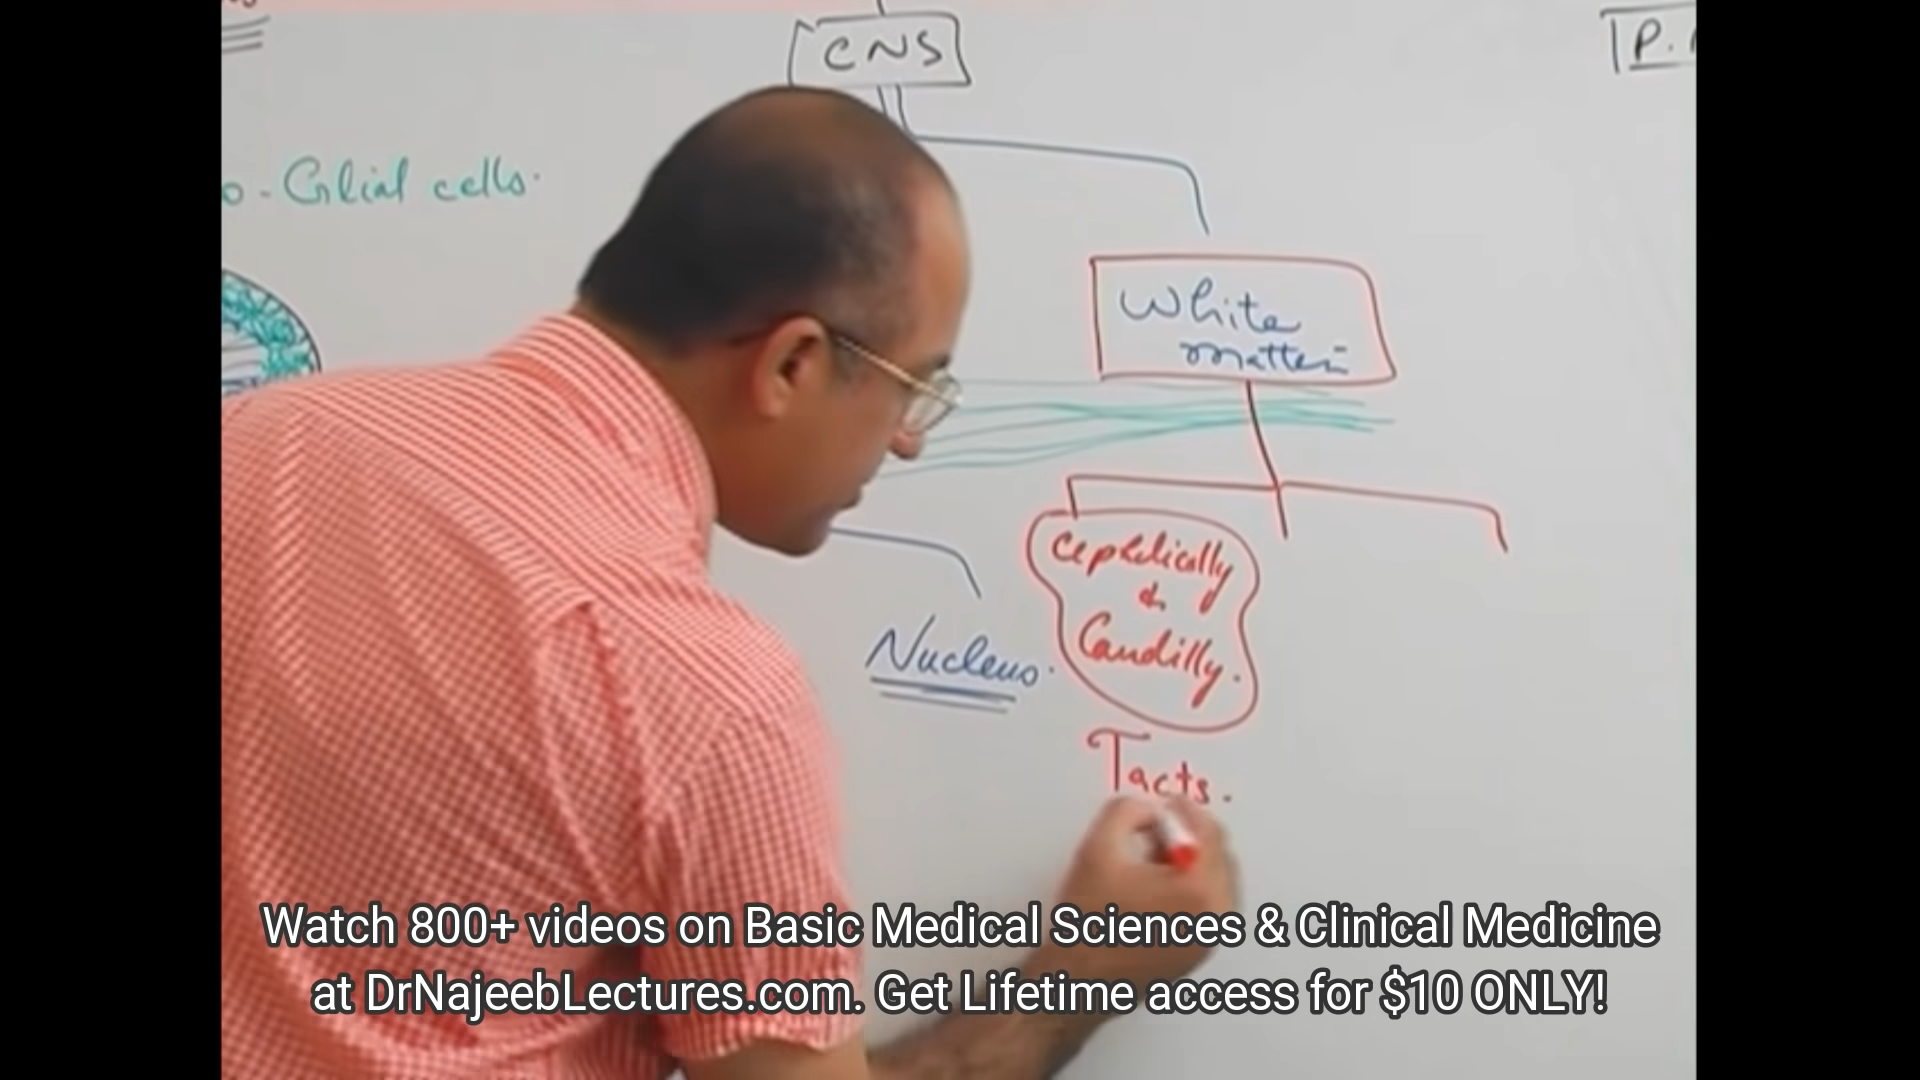 CNS
P.
o - Glial cells.
White
matter
Cephelically
&
Caudilly.
Nucleus.
Tacts.
Watch 800+ videos on Basic Medical Sciences & Clinical Medicine
at DrNajeebLectures.com. Get Lifetime access for $10 ONLY!